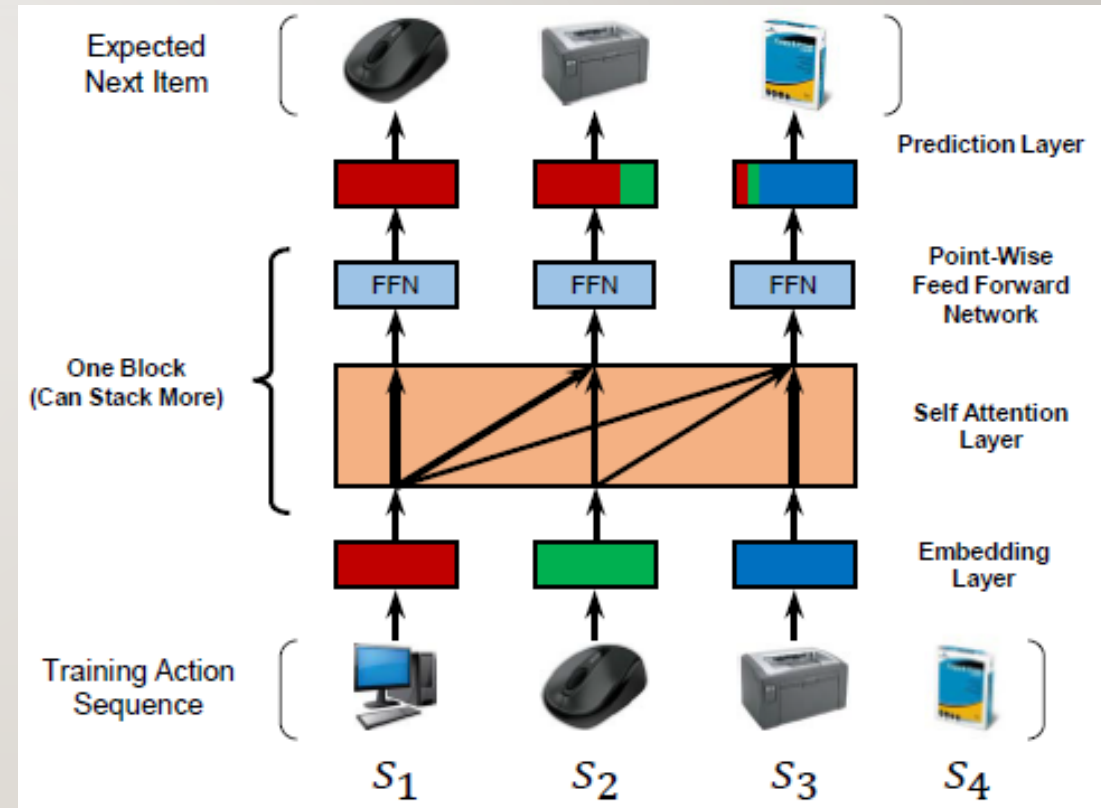 Expected
Next Item
Prediction Layer
FFN
FFN
FFN
Point-Wise
Feed Forward
Network
One Block
(Can Stack More)
Self Attention
Layer
Embedding
Layer
Training Action
Sequence
S1
S2
S3
S4